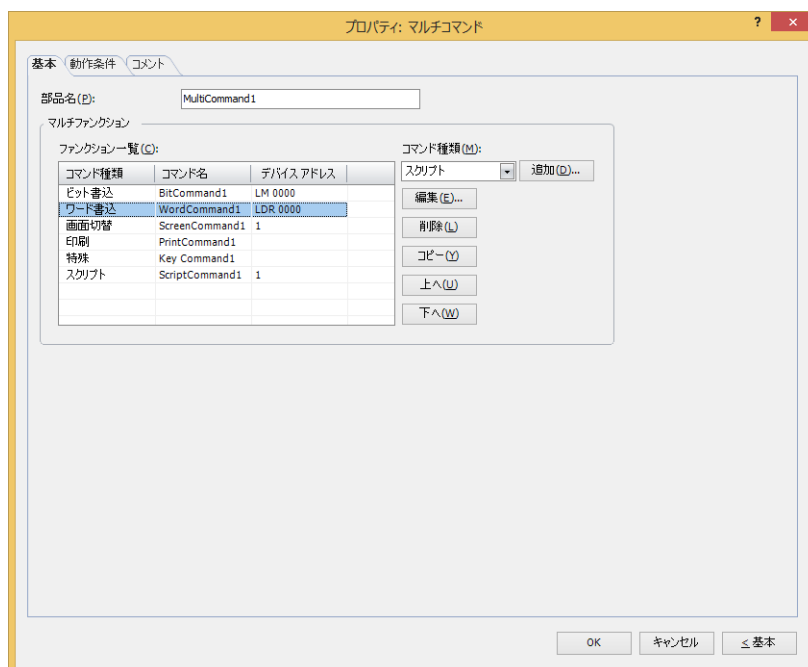 プロパティ: マルチコマンド ? ×
基本 動作条件 コメント
部品名(P): MultiCommand1
マルチファンクション
ファンクション一覧(C): コマンド種類(M):
コマンド種類 コマンド名 デバイスアドレス スクリプト 追加(D)...
ビット書込 BitCommand1 LM 0000
ワード書込 WordCommand1 LDR 0000 編集(E)...
画面切替 ScreenCommand1 1 削除(L)
印刷 PrintCommand1
特殊 Key Command1 コピー(Y)
スクリプト ScriptCommand1 1 上へ(U)
下へ(W)
OK キャンセル < 基本